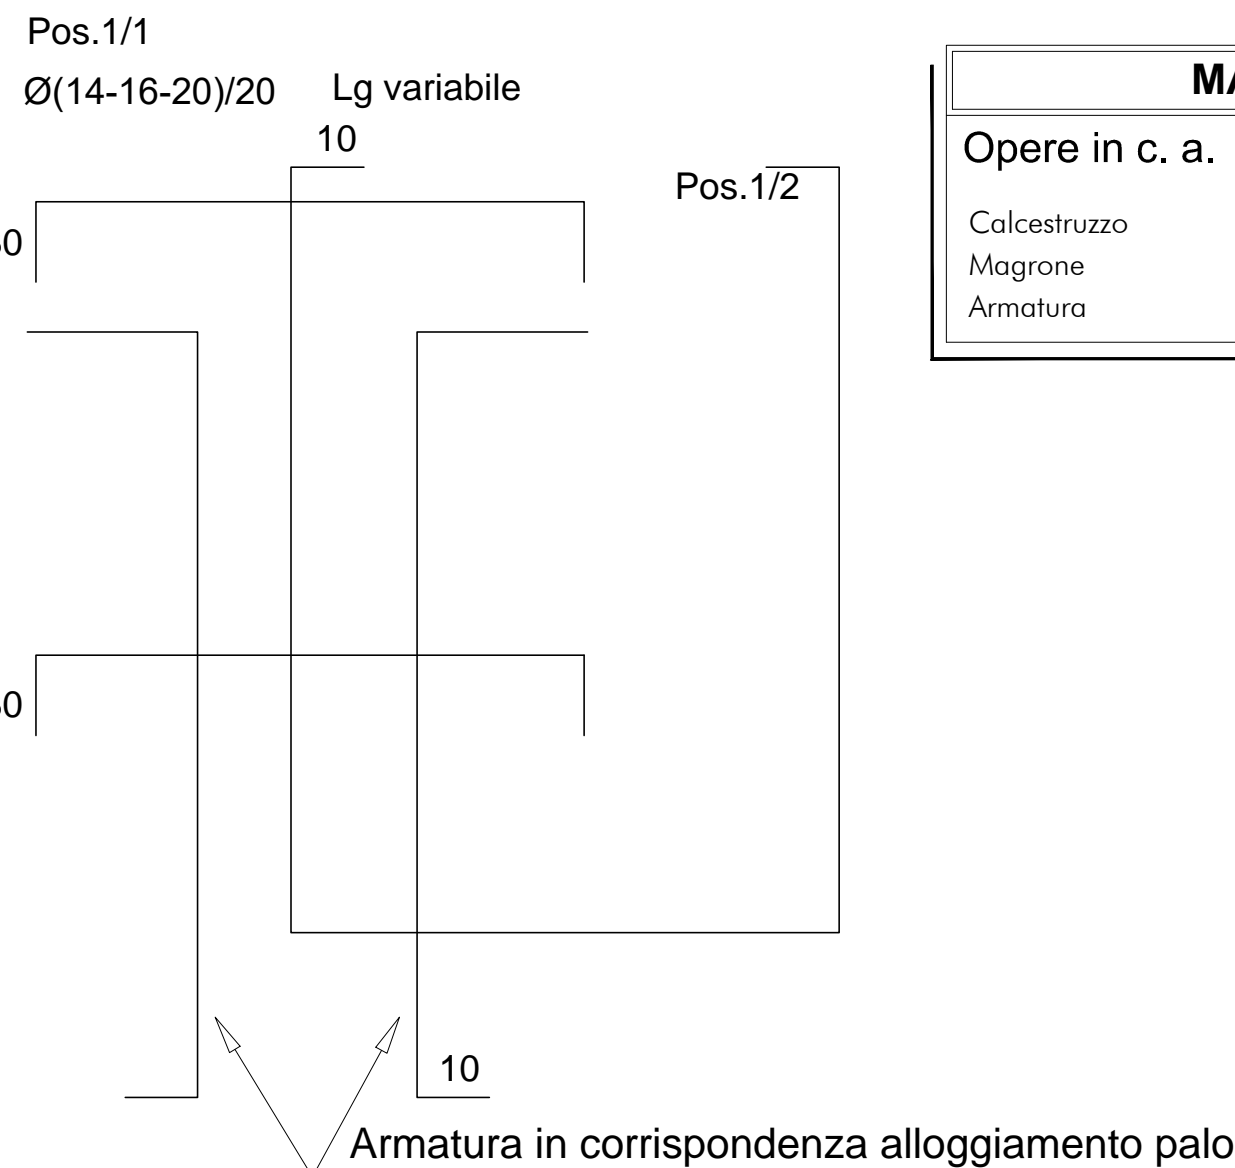 Pos.1/1
Ø(14-16-20)/20 Lg variabile
10
Pos.1/2
10
Armatura in corrispondenza alloggiamento palo
Opere in c. a.
Calcestruzzo
Magrone
Armatura